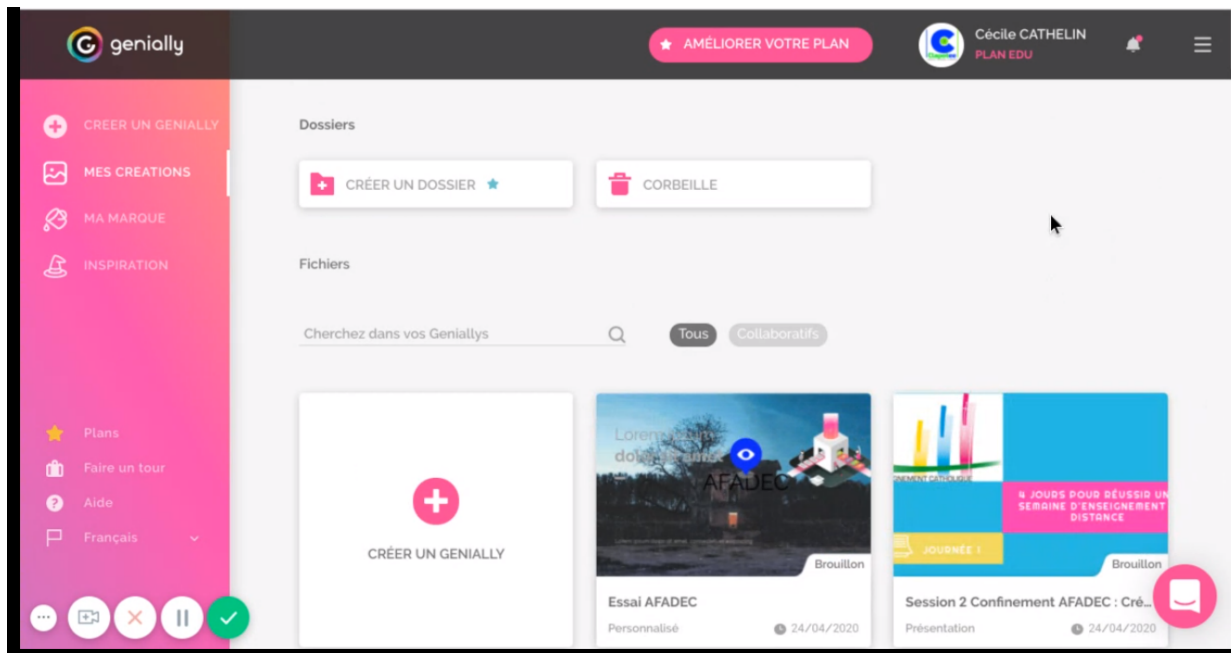 genially
AMÉLIORER VOTRE PLAN
Cécile CATHELIN
PLAN EDU
CREER UN GENIALLY
MES CREATIONS
MA MARQUE
INSPIRATION
Plans
Faire un tour
Aide
Français
Dossiers
CRÉER UN DOSSIER
CORBEILLE
Fichiers
Cherchez dans vos Geniallys
Tous
Collaboratifs
CRÉER UN GENIALLY
Lorem ipsum
AFADEC
Brouillon
Essai AFADEC
Personnalisé
24/04/2020
4 JOURS POUR RÉUSSIR UN
SEMAINE D'ENSEIGNEMENT
DISTANCE
JOURNÉE 1
Brouillon
Session 2 Confinement AFADEC : Cré...
Présentation
24/04/2020